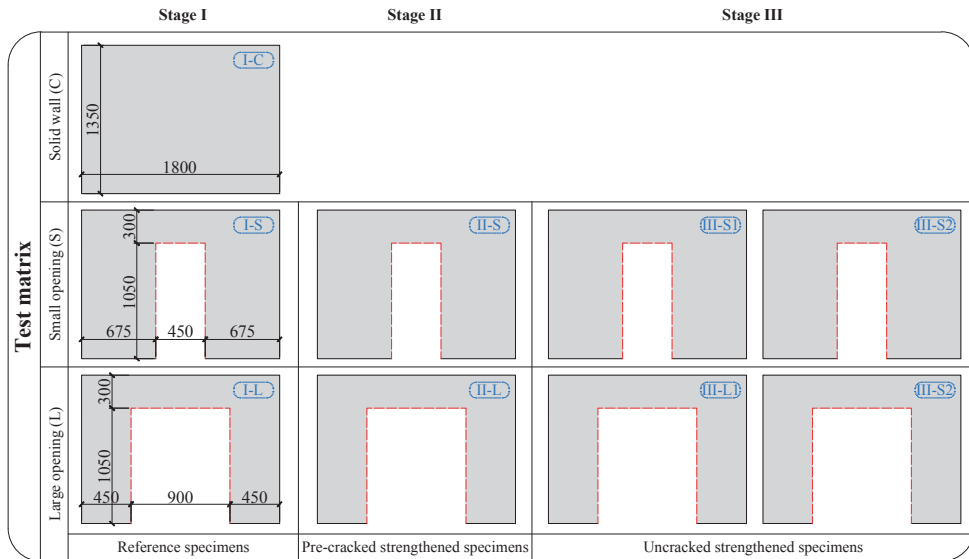 Stage I
Stage II
Stage III
Test matrix
Solid wall (C)
I-C
1350
1800
Small opening (S)
I-S
300
1050
675
450
675
II-S
III-S1
III-S2
Large opening (L)
I-L
300
1050
450
900
450
II-L
III-L1
III-S2
Reference specimens
Pre-cracked strengthened specimens
Uncracked strengthened specimens